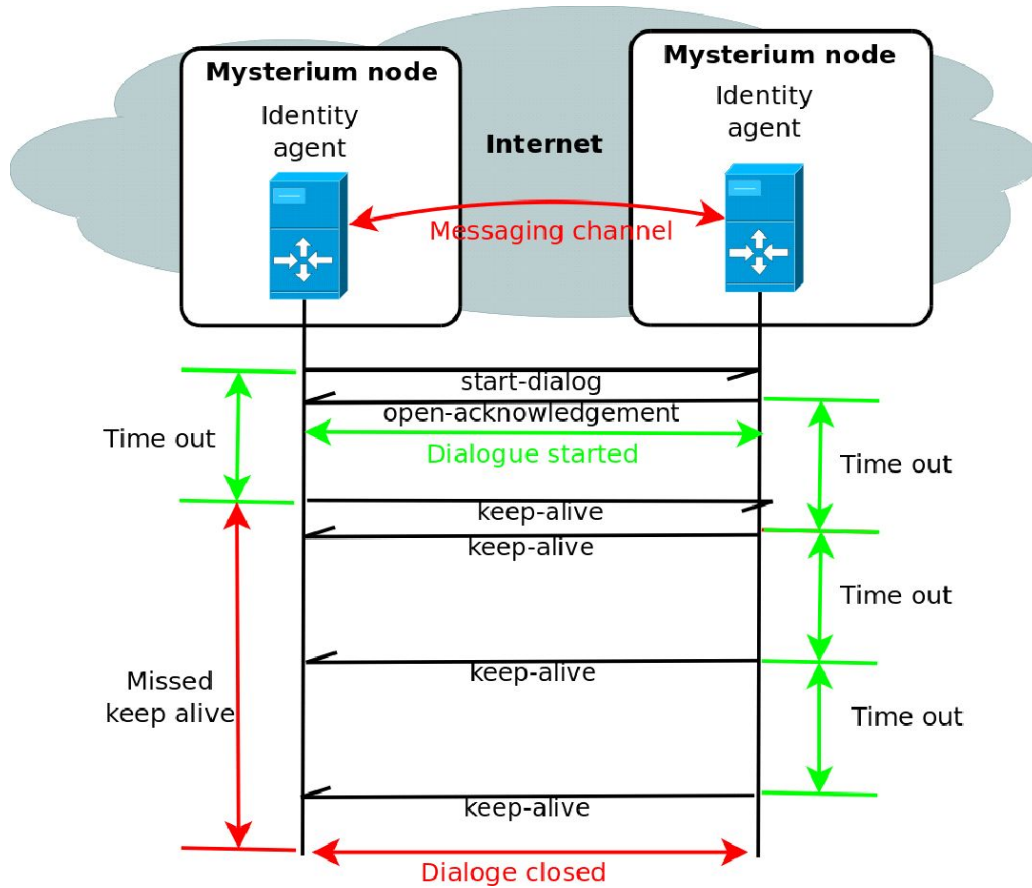 Mysterium node
Identity
agent
Internet
Mysterium node
Identity
agent
Messaging channel
start-dialog
open-acknowledgement
Time out
Dialogue started
Time out
keep-alive
keep-alive
Time out
keep-alive
Missed
keep alive
Time out
keep-alive
Dialoge closed